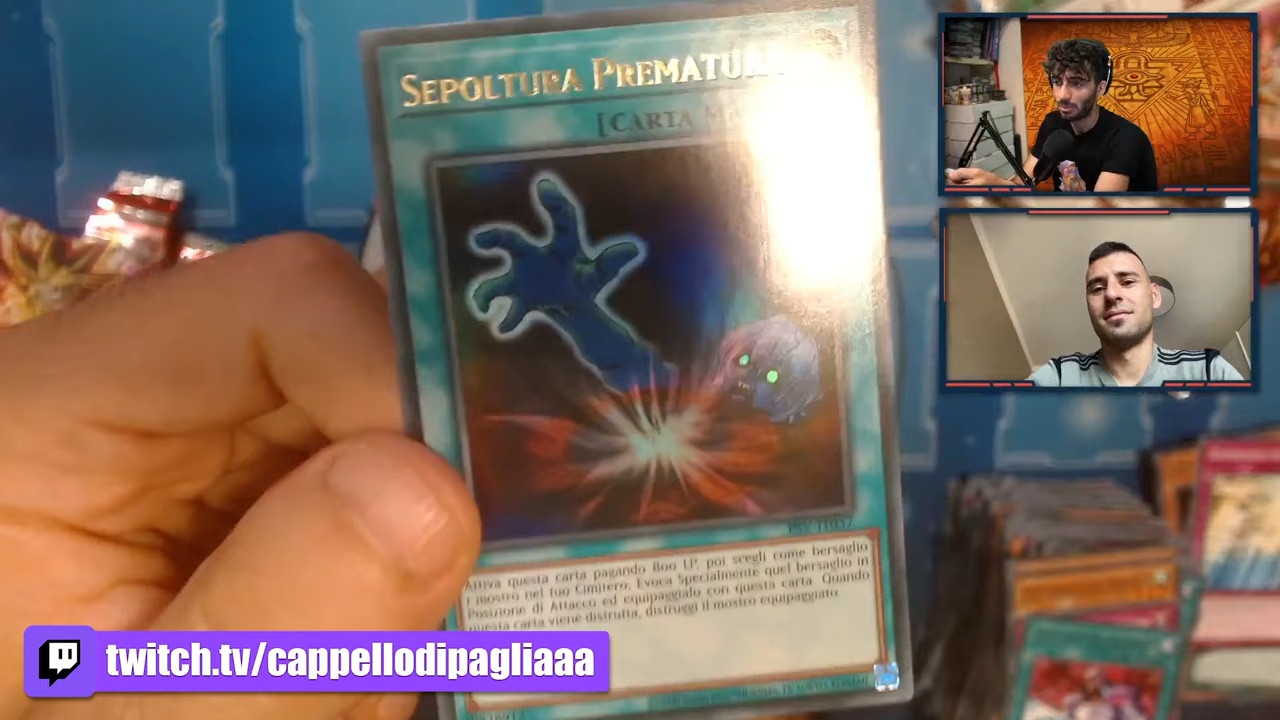 SEPOLTURA
[CARTA
Attiva questa carta pagando 800 LP, poi scegli come bersaglio
1 mostro nel tuo Cimitero, Evoca Specialmente quel bersaglio in
Posizione di Attacco ed equipaggialo con questa carta. Quando
questa carta viene distrutta, distruggi il mostro equipaggiato.
twitch.tv/cappellodipagliaaa